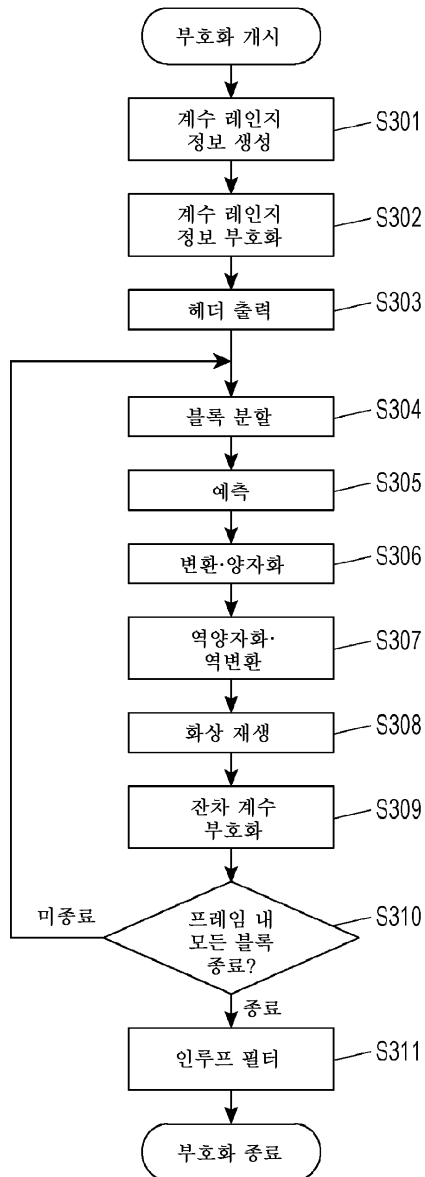 부호화 개시
계수 레인지
정보 생성
S301
계수 레인지
정보 부호화
S302
헤더 출력
S303
블록 분할
S304
예측
S305
변환·양자화
S306
역양자화·
역변환
S307
화상 재생
S308
잔차 계수
부호화
S309
미종료
프레임 내
모든 블록
종료?
S310
종료
인루프 필터
S311
부호화 종료